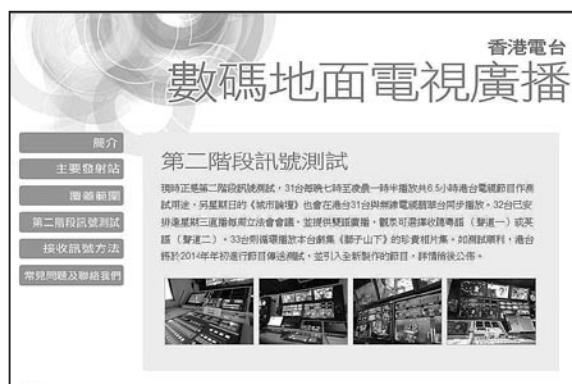 香港電台
數碼地面電視廣播
簡介
主要發射站
覆蓋範圍
第二階段訊號測試
接收訊號方法
常見問題及聯絡我們
第二階段訊號測試
現時正是第二階段訊號測試，31台每晚七時至凌晨一時半播放共6.5小時港台電視節目作測
試用途，另星期日的《城市論壇》也會在港台31台與無線電視翡翠台同步播放。32台已安
排逢星期三直播每周立法會會議，並提供雙語廣播，觀眾可選擇收聽粵語（聲道一）或英
語（聲道二）。33台則循環播放本台劇集《獅子山下》的珍貴相片集。如測試順利，港台
將於2014年年初進行節目傳送測試，並引入全新製作的節目，詳情稍後公佈。